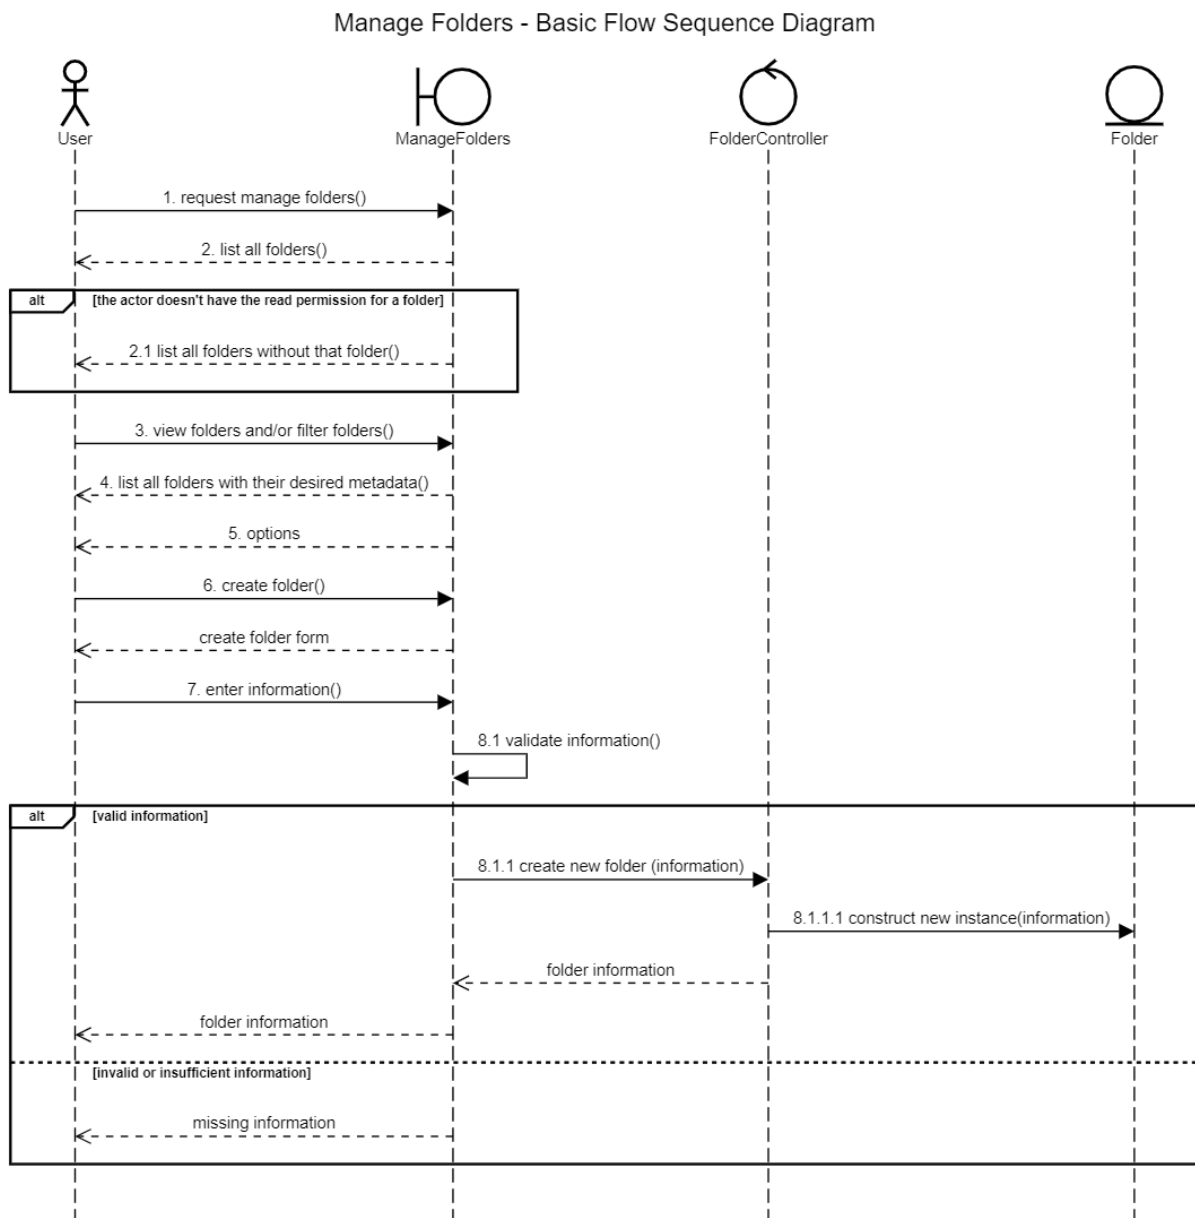 Manage Folders - Basic Flow Sequence Diagram
User
ManageFolders
FolderController
Folder
1. request manage folders()
2. list all folders()
alt
[the actor doesn't have the read permission for a folder]
2.1 list all folders without that folder()
3. view folders and/or filter folders()
4. list all folders with their desired metadata()
5. options
6. create folder()
create folder form
7. enter information()
8.1 validate information()
alt
[valid information]
8.1.1 create new folder (information)
8.1.1.1 construct new instance(information)
folder information
folder information
[invalid or insufficient information]
missing information